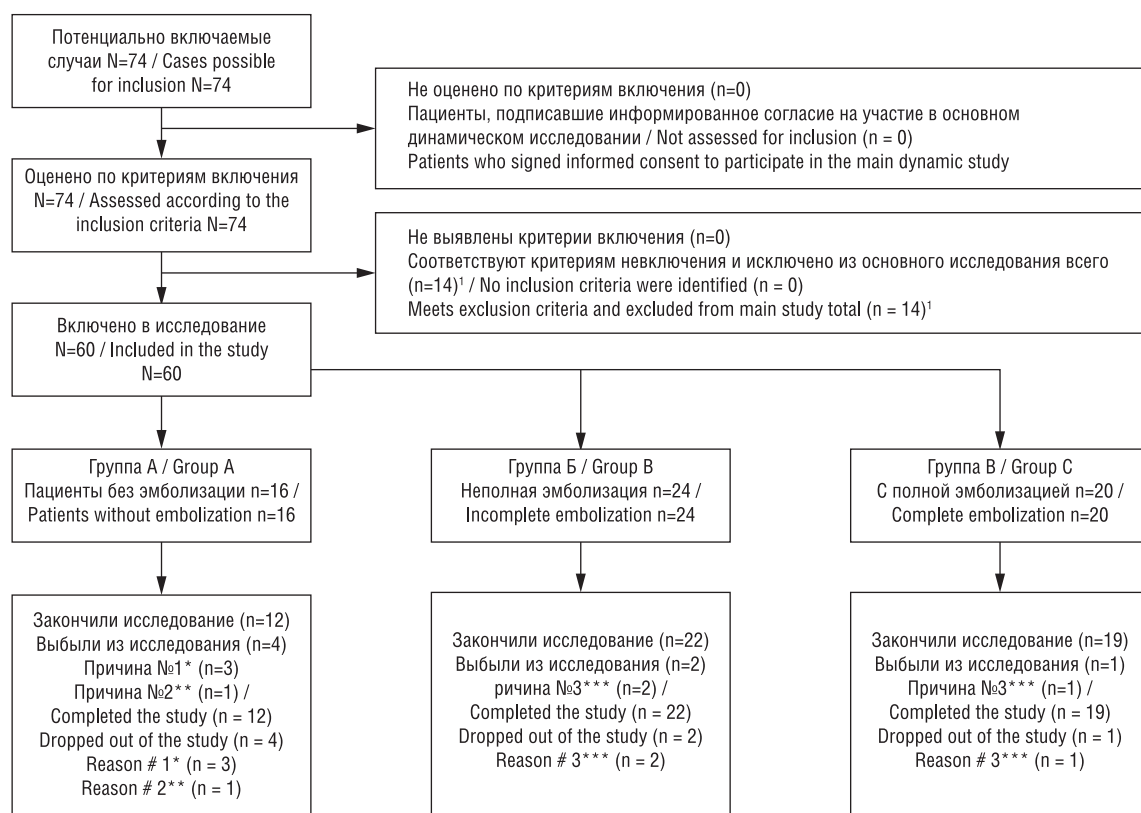 Потенциально включаемые
случаи N=74 / Cases possible
for inclusion N=74
Не оценено по критериям включения (n=0)
Пациенты, подписавшие информированное согласие на участие в основном
динамическом исследовании / Not assessed for inclusion (n = 0)
Patients who signed informed consent to participate in the main dynamic study
Оценено по критериям включения
N=74 / Assessed according to the
inclusion criteria N=74
Не выявлены критерии включения (n=0)
Соответствуют критериям невключения и исключено из основного исследования всего
(n=14)¹ / No inclusion criteria were identified (n = 0)
Meets exclusion criteria and excluded from main study total (n = 14)¹
Включено в исследование
N=60 / Included in the study
N=60
Группа А / Group A
Пациенты без эмболизации n=16 /
Patients without embolization n=16
Группа Б / Group B
Неполная эмболизация n=24 /
Incomplete embolization n=24
Группа В / Group C
С полной эмболизацией n=20 /
Complete embolization n=20
Закончили исследование (n=12)
Выбыли из исследования (n=4)
Причина №1* (n=3)
Причина №2** (n=1) /
Completed the study (n = 12)
Dropped out of the study (n = 4)
Reason # 1* (n = 3)
Reason # 2** (n = 1)
Закончили исследование (n=22)
Выбыли из исследования (n=2)
ричина №3*** (n=2) /
Completed the study (n = 22)
Dropped out of the study (n = 2)
Reason # 3*** (n = 2)
Закончили исследование (n=19)
Выбыли из исследования (n=1)
Причина №3*** (n=1) /
Completed the study (n = 19)
Dropped out of the study (n = 1)
Reason # 3*** (n = 1)